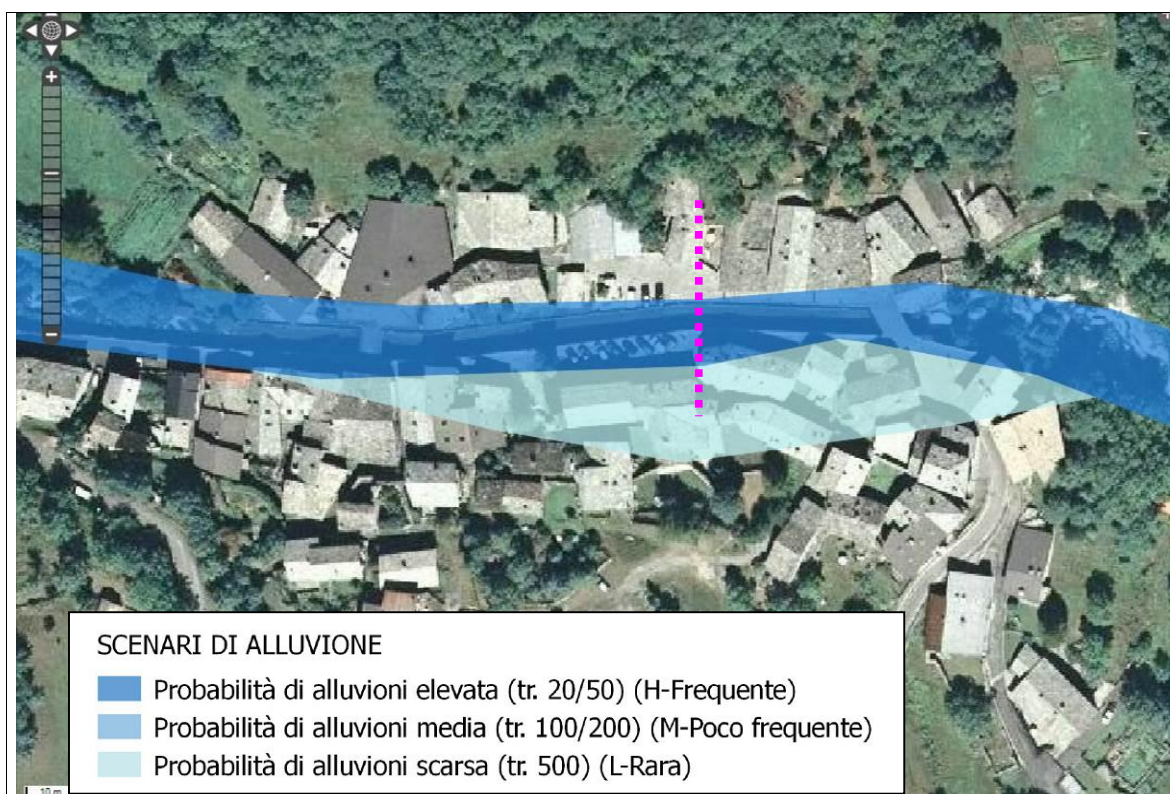 SCENARI DI ALLUVIONE
Probabilità di alluvioni elevata (tr. 20/50) (H-Frequente)
Probabilità di alluvioni media (tr. 100/200) (M-Poco frequente)
Probabilità di alluvioni scarsa (tr. 500) (L-Rara)
10 m